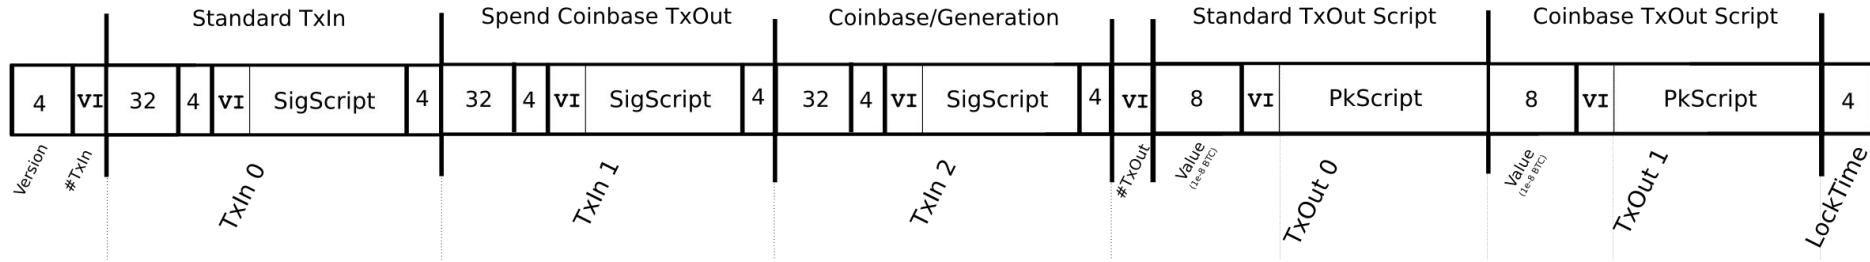 Standard TxIn
Spend Coinbase TxOut
Coinbase/Generation
Standard TxOut Script
Coinbase TxOut Script
4 VI 32 4 VI SigScript 4 32 4 VI SigScript 4 32 4 VI SigScript 4 VI 8 VI PkScript 8 VI PkScript 4
Version
#TxIn
TxIn 0
TxIn 1
TxIn 2
#TxOut
Value
(1e-8 BTC)
TxOut 0
Value
(1e-8 BTC)
TxOut 1
LockTime